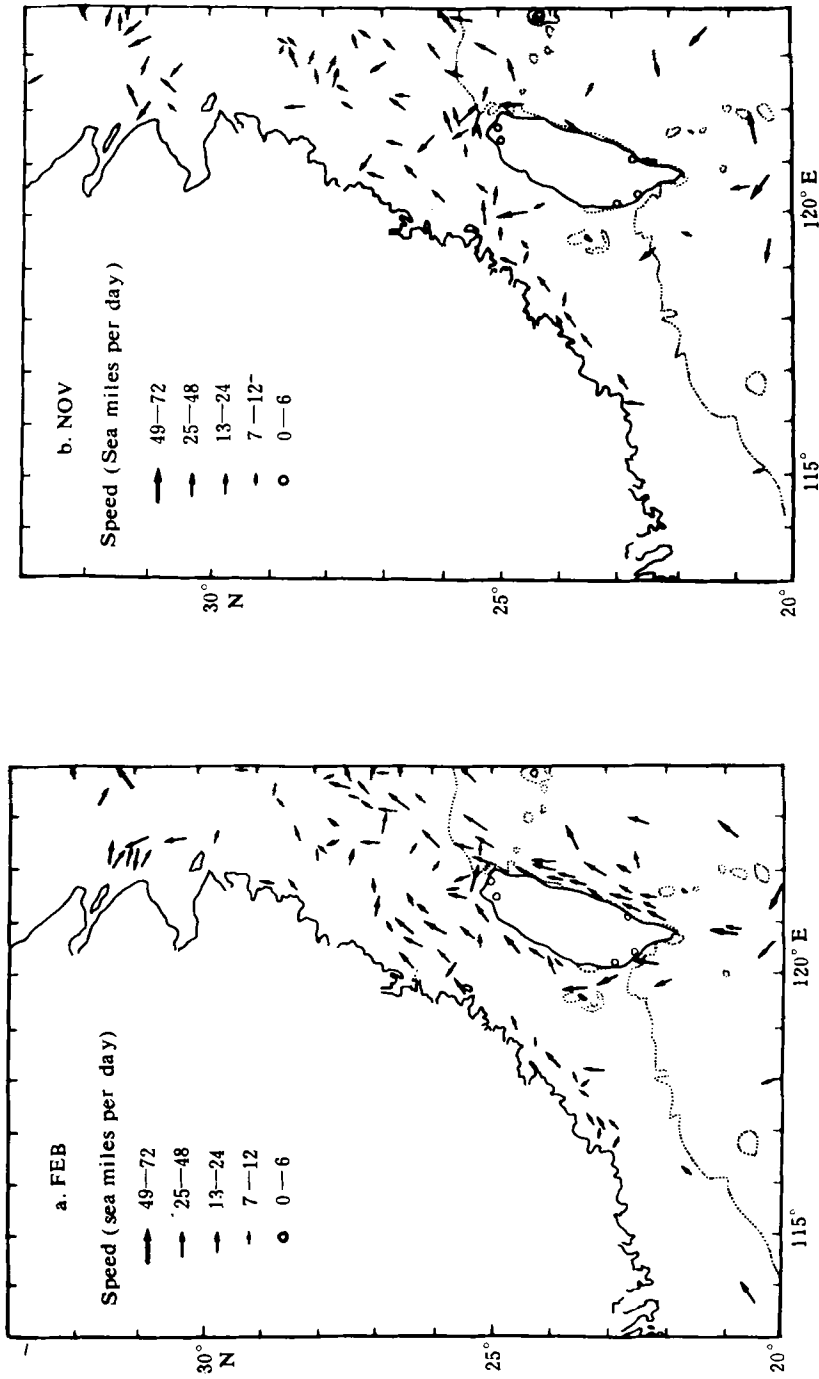 a. FEB
Speed (sea miles per day)
49—72
25—48
13—24
7—12
0—6
30°
N
25°
20°
115°
120° E
b. NOV
Speed (Sea miles per day)
49—72
25—48
13—24
7—12
0—6
30°
N
25°
20°
115°
120° E